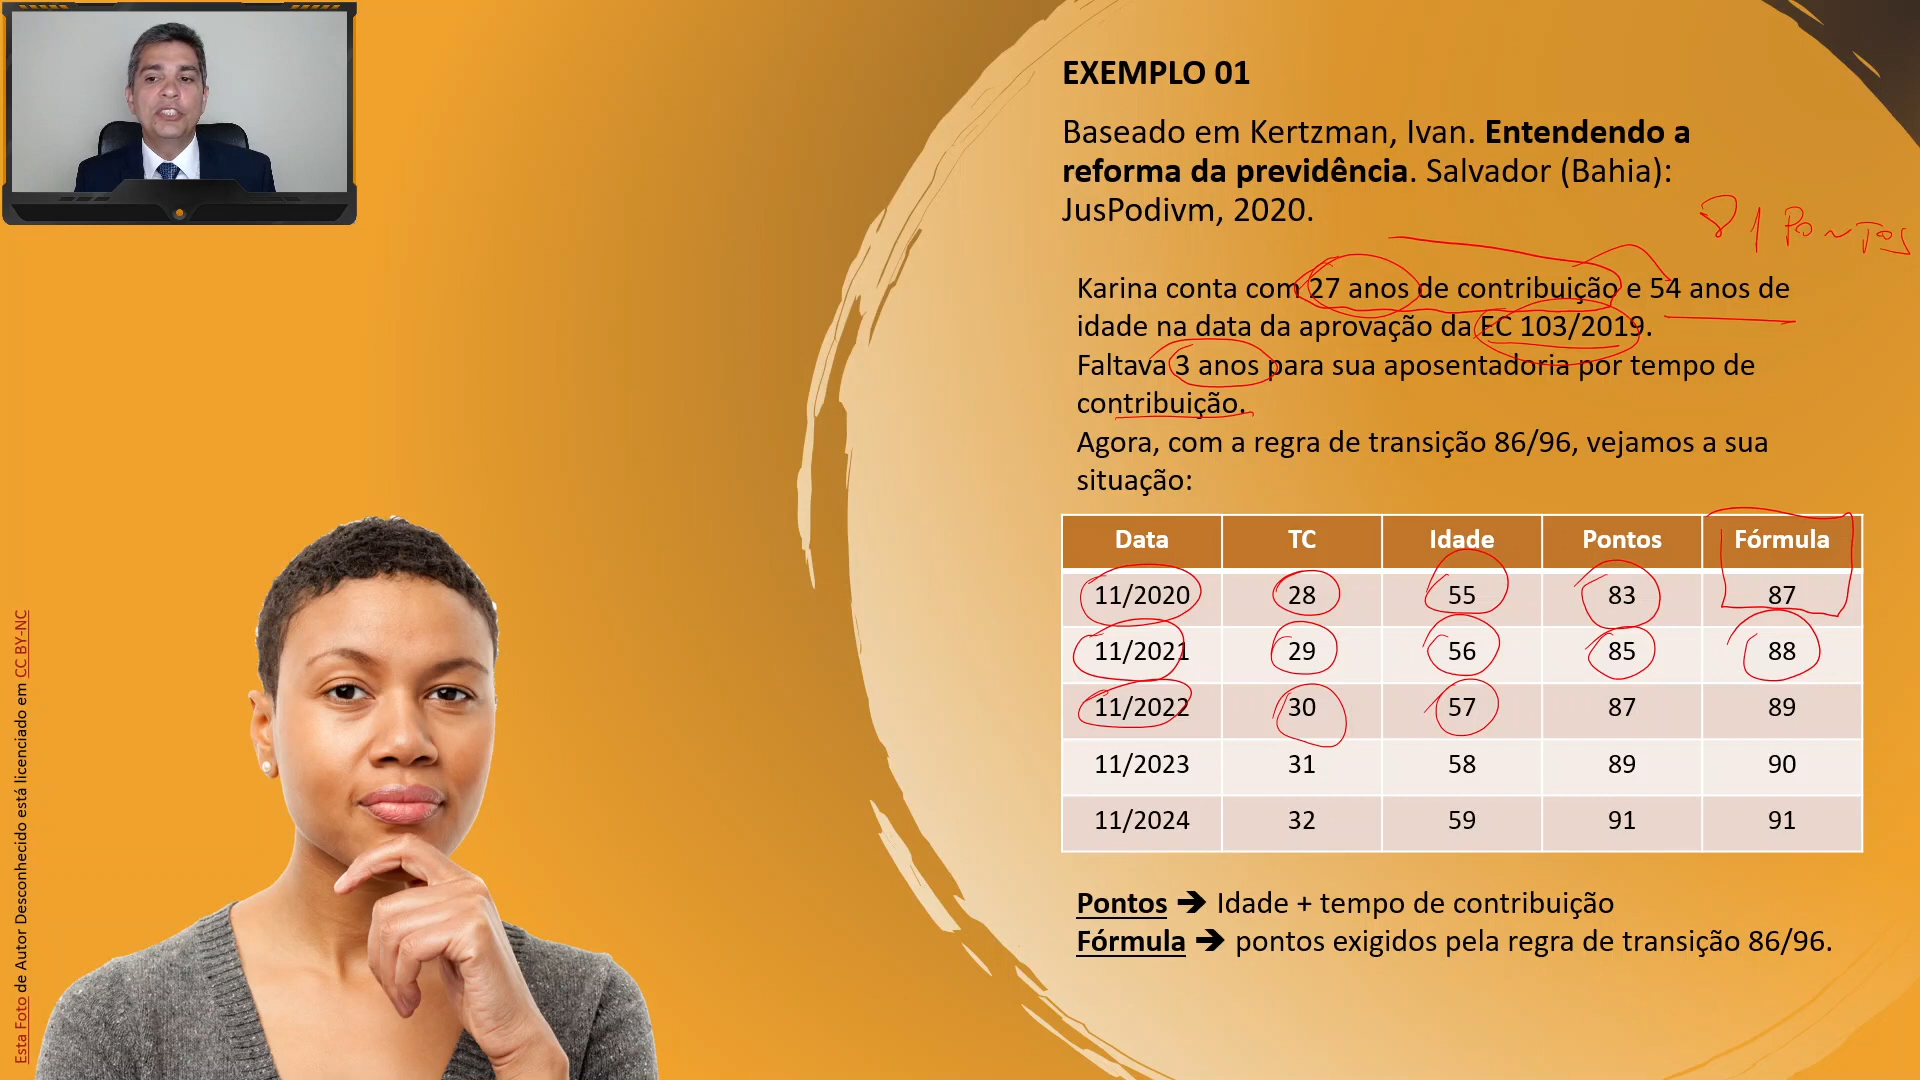 EXEMPLO 01
Baseado em Kertzman, Ivan. Entendendo a
reforma da previdência. Salvador (Bahia):
JusPodivm, 2020.
81 PONTOS
Karina conta com 27 anos de contribuição e 54 anos de
idade na data da aprovação da EC 103/2019.
Faltava 3 anos para sua aposentadoria por tempo de
contribuição.
Agora, com a regra de transição 86/96, vejamos a sua
situação:
Data TC Idade Pontos Fórmula
11/2020 28 55 83 87
11/2021 29 56 85 88
11/2022 30 57 87 89
11/2023 31 58 89 90
11/2024 32 59 91 91
Pontos ➔ Idade + tempo de contribuição
Fórmula ➔ pontos exigidos pela regra de transição 86/96.
Esta Foto de Autor Desconhecido está licenciado em CC BY-NC